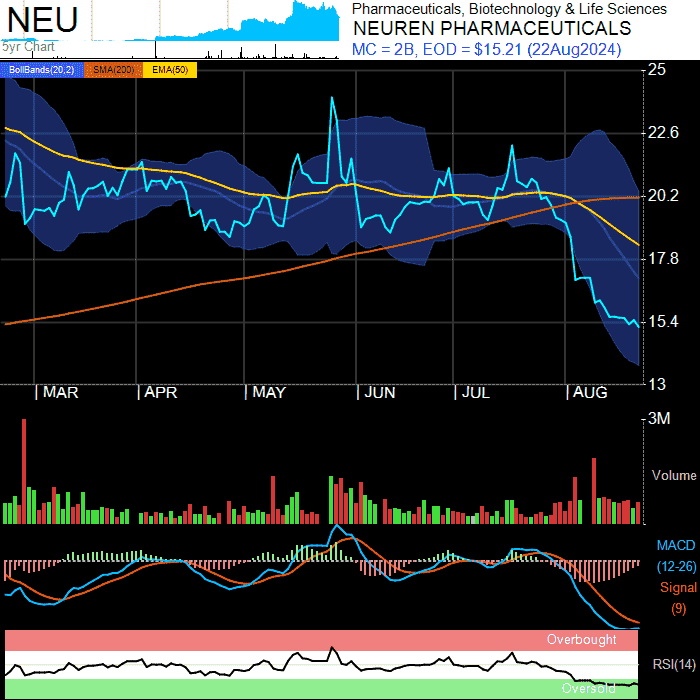 NEU
5yr Chart
Pharmaceuticals, Biotechnology & Life Sciences
NEUREN PHARMACEUTICALS
MC = 2B, EOD = $15.21 (22Aug2024)
BollBands(20,2) SMA(200) EMA(50)
25
22.6
20.2
17.8
15.4
13
| MAR | APR | MAY | JUN | JUL | AUG
3M
Volume
MACD
(12-26)
Signal
(9)
Overbought
RSI(14)
Oversold